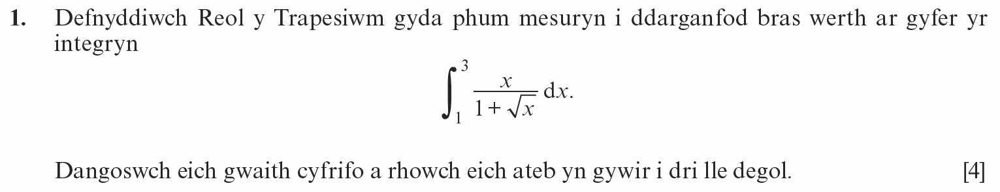 1. Defnyddiwch Reol y Trapesiwm gyda phum mesuryn i ddarganfod bras werth ar gyfer yr
integryn
∫₁³ x/(1 + √x) dx.
Dangoswch eich gwaith cyfrifo a rhowch eich ateb yn gywir i dri lle degol. [4]